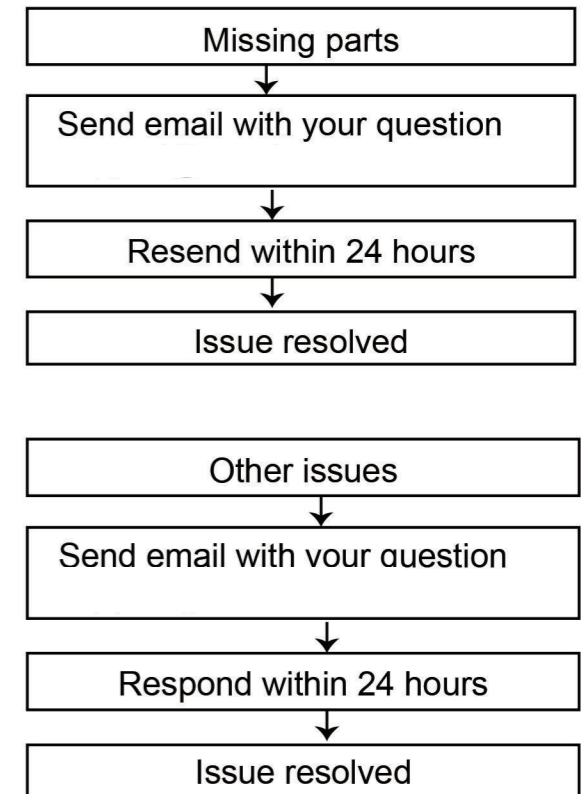 Missing parts
Send email with your question
Resend within 24 hours
Issue resolved
Other issues
Send email with your question
Respond within 24 hours
Issue resolved